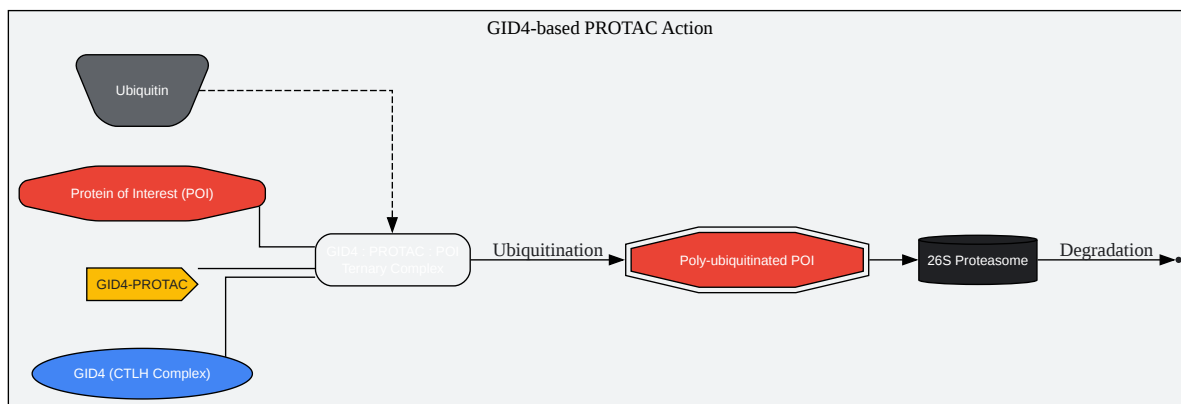 GID4-based PROTAC Action
Ubiquitin
Protein of Interest (POI)
GID4-PROTAC
GID4 (CTLH Complex)
GID4 : PROTAC : POI
Ternary Complex
Ubiquitination
Poly-ubiquitinated POI
26S Proteasome
Degradation